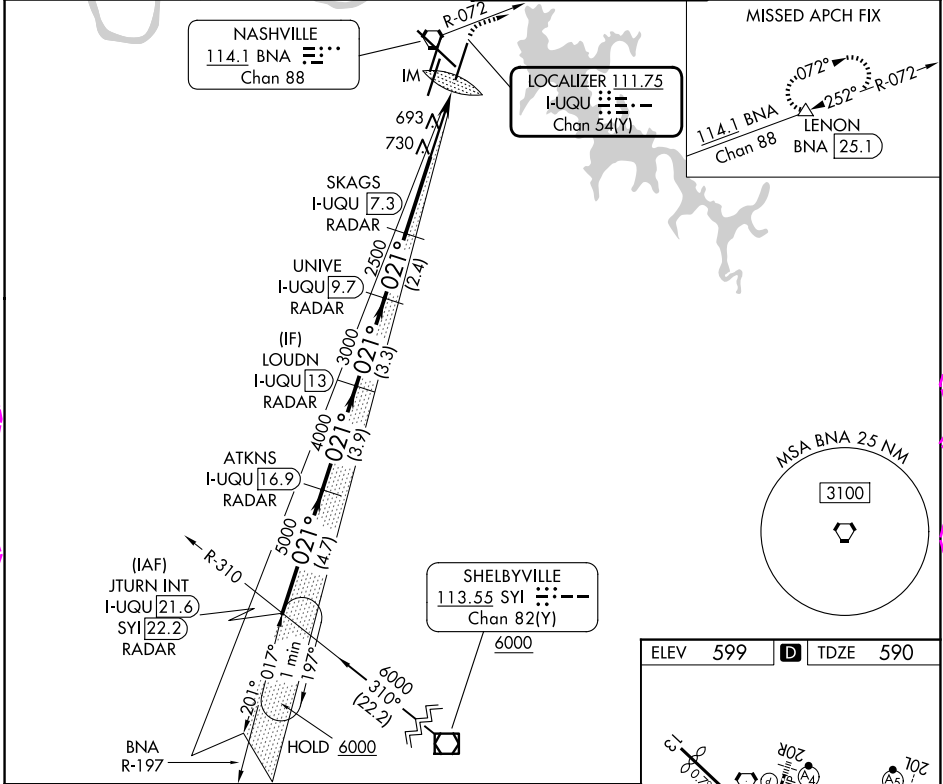 NASHVILLE
114.1 BNA
Chan 88
R-072
IM
LOCALIZER 111.75
I-UQU
Chan 54(Y)
MISSED APCH FIX
072°
252°
R-072
114.1 BNA
Chan 88
LENON
BNA 25.1
693
730
SKAGS
I-UQU 7.3
RADAR
2500
021°
(2.4)
UNIVE
I-UQU 9.7
RADAR
3000
021°
(3.3)
(IF)
LOUDN
I-UQU 13
RADAR
4000
021°
(3.9)
ATKNS
I-UQU 16.9
RADAR
5000
021°
(4.7)
MSA BNA 25 NM
3100
R-310
(IAF)
JTURN INT
I-UQU 21.6
SYI 22.2
RADAR
SHELBYVILLE
113.55 SYI
Chan 82(Y)
6000
6000
310°
(22.2)
201°
017°
1 min
197°
HOLD 6000
BNA
R-197
ELEV 599 D TDZE 590
13
20R
A4
A5
20L